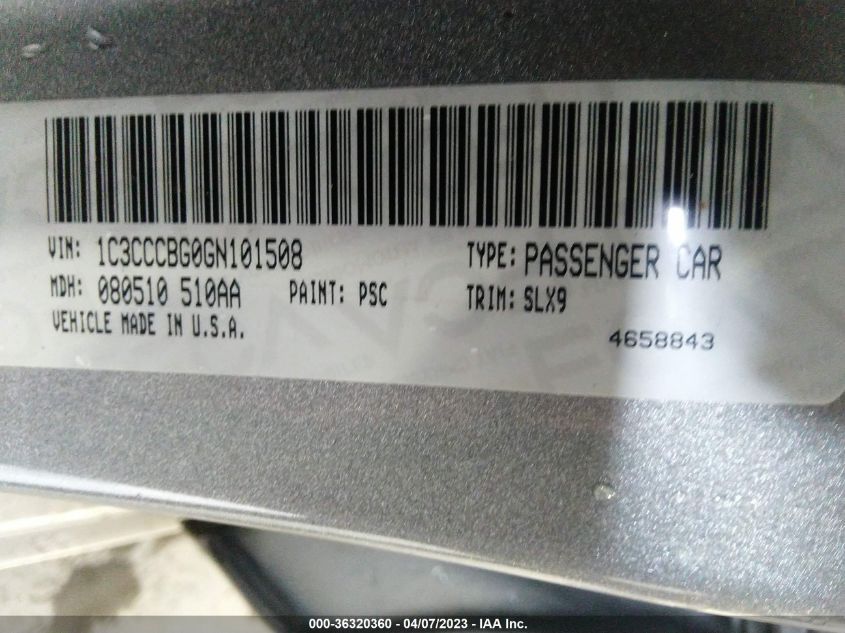 VIN: 1C3CCCBG0GN101508 TYPE: PASSENGER CAR
MDH: 080510 510AA PAINT: PSC TRIM: SLX9
VEHICLE MADE IN U.S.A.
4658843
000-36320360 - 04/07/2023 - IAA Inc.